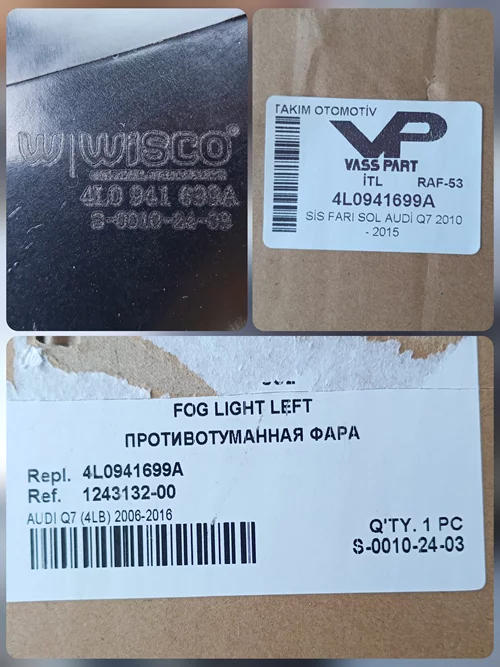 W|WISCO®
4L0 941 699A
S-0010-24-03
TAKIM OTOMOTİV
VP
VASS PART
İTL RAF-53
4L0941699A
SİS FARI SOL AUDİ Q7 2010
- 2015
FOG LIGHT LEFT
ПРОТИВОТУМАННАЯ ФАРА
Repl. 4L0941699A
Ref. 1243132-00
AUDI Q7 (4LB) 2006-2016
Q'TY. 1 PC
S-0010-24-03